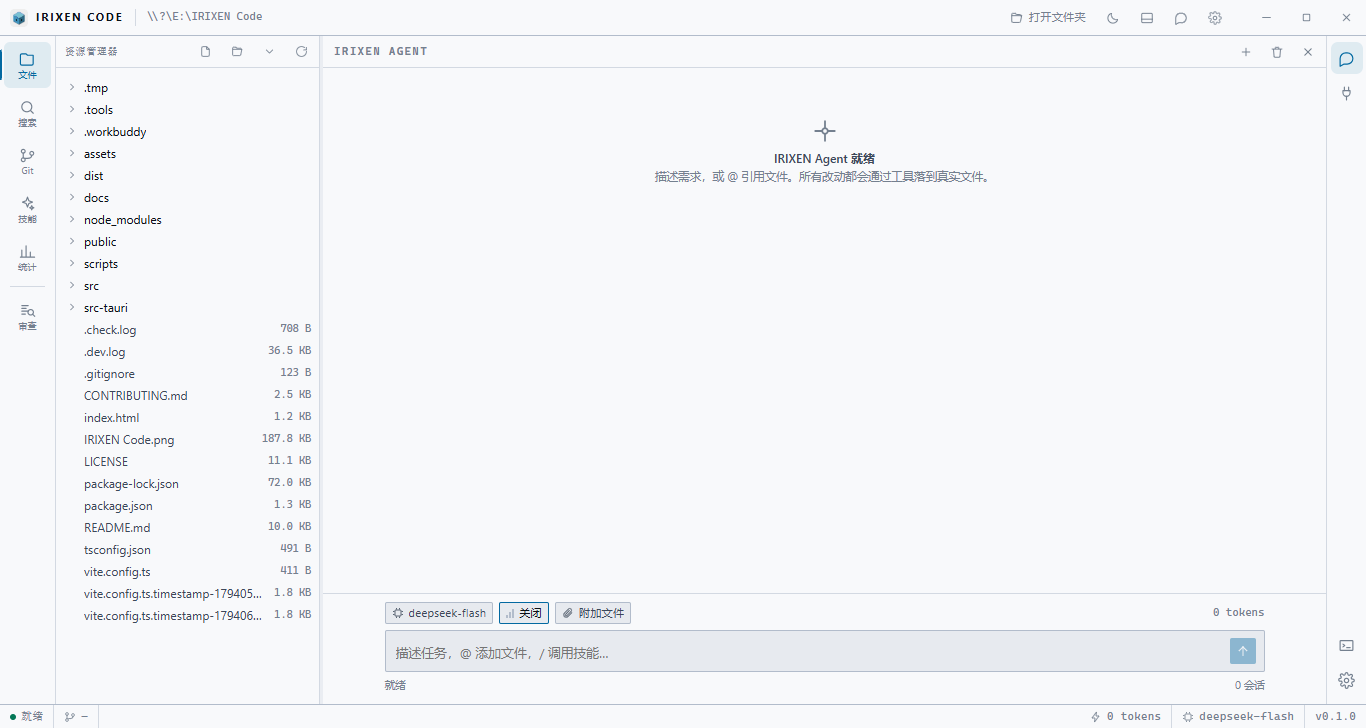 IRIXEN CODE
\\?\E:\IRIXEN Code
打开文件夹
文件
搜索
Git
技能
统计
审查
资源管理器
.tmp
.tools
.workbuddy
assets
dist
docs
node_modules
public
scripts
src
src-tauri
.check.log 708 B
.dev.log 36.5 KB
.gitignore 123 B
CONTRIBUTING.md 2.5 KB
index.html 1.2 KB
IRIXEN Code.png 187.8 KB
LICENSE 11.1 KB
package-lock.json 72.0 KB
package.json 1.3 KB
README.md 10.0 KB
tsconfig.json 491 B
vite.config.ts 411 B
vite.config.ts.timestamp-179405... 1.8 KB
vite.config.ts.timestamp-179406... 1.8 KB
IRIXEN AGENT
IRIXEN Agent 就绪
描述需求，或 @ 引用文件。所有改动都会通过工具落到真实文件。
deepseek-flash 关闭 附加文件 0 tokens
描述任务，@ 添加文件，/ 调用技能...
就绪 0 会话
就绪 — 0 tokens deepseek-flash v0.1.0